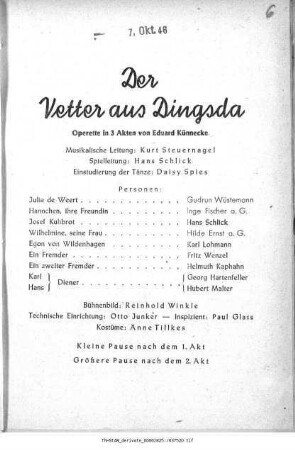 6
7. Okt 46
Der
Vetter aus Dingsda
Operette in 3 Akten von Eduard Künnecke
Musikalische Leitung: Kurt Steuernagel
Spielleitung: Hans Schlick
Einstudierung der Tänze: Daisy Spies
Personen:
Julia de Weert . . . . . . . . . . . Gudrun Wüstemann
Hannchen, ihre Freundin . . . . . . . Inge Fischer a. G.
Josef Kuhbrot . . . . . . . . . . . Hans Schlick
Wilhelmine, seine Frau . . . . . . . . Hilde Ernst a. G.
Egon von Wildenhagen . . . . . . . . Karl Lohmann
Ein Fremder . . . . . . . . . . . . Fritz Wenzel
Ein zweiter Fremder . . . . . . . . . Helmuth Kaphahn
Karl } Diener . . . . . . . . . . { Georg Hartenfeller
Hans } { Hubert Malter
Bühnenbild: Reinhold Winkle
Technische Einrichtung: Otto Junker — Inspizient: Paul Glass
Kostüme: Änne Tillkes
Kleine Pause nach dem 1. Akt
Größere Pause nach dem 2. Akt